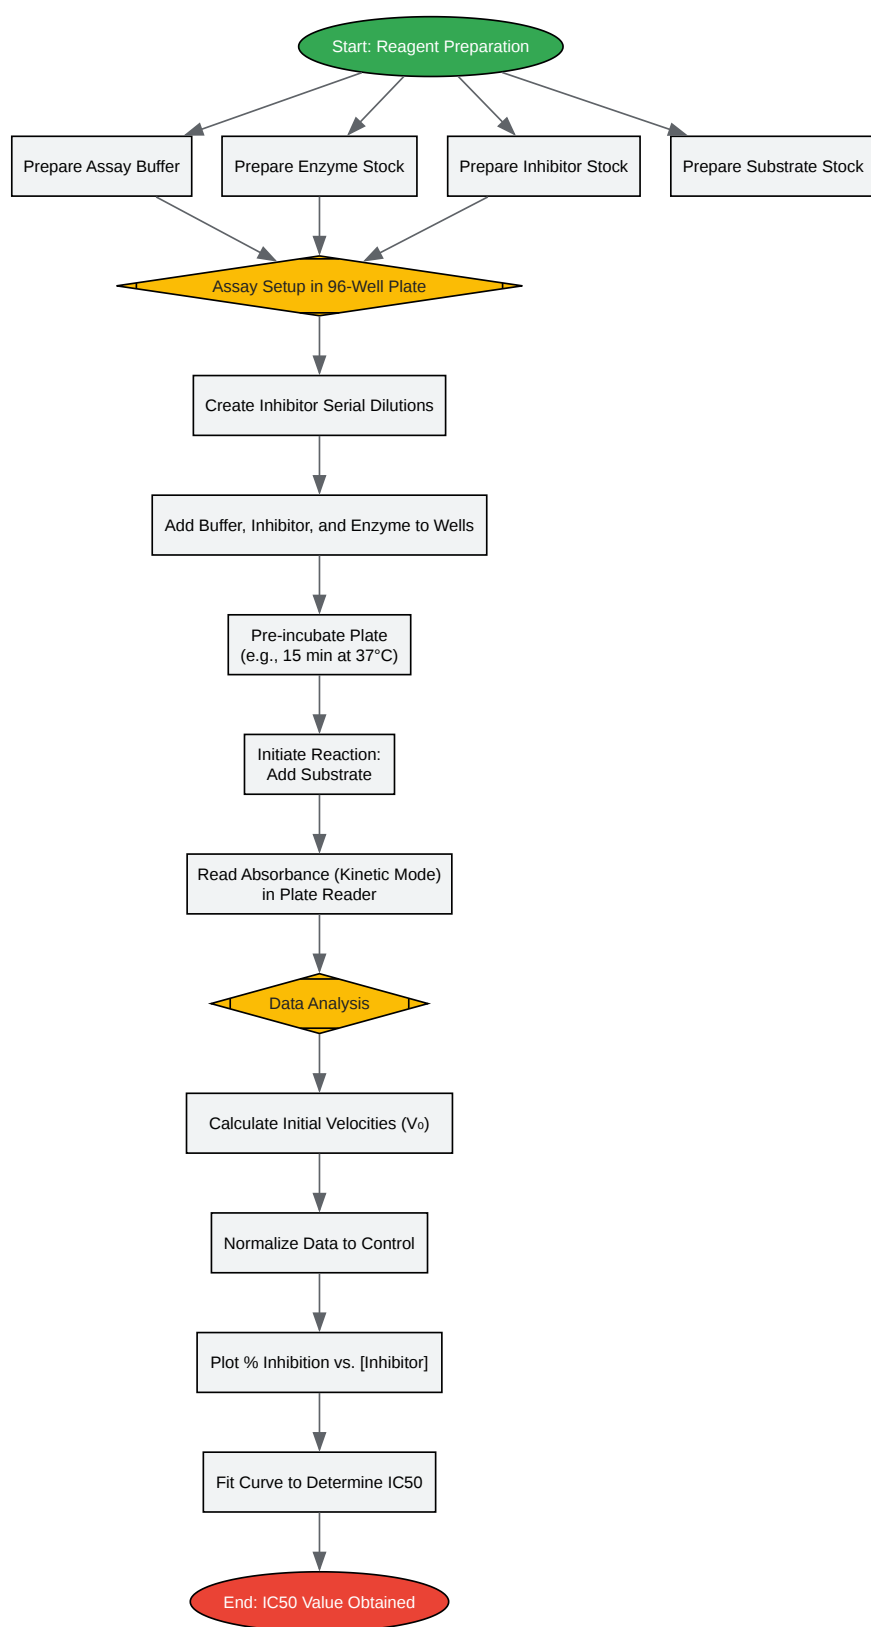 Start: Reagent Preparation
Prepare Assay Buffer
Prepare Enzyme Stock
Prepare Inhibitor Stock
Prepare Substrate Stock
Assay Setup in 96-Well Plate
Create Inhibitor Serial Dilutions
Add Buffer, Inhibitor, and Enzyme to Wells
Pre-incubate Plate
(e.g., 15 min at 37°C)
Initiate Reaction:
Add Substrate
Read Absorbance (Kinetic Mode)
in Plate Reader
Data Analysis
Calculate Initial Velocities (V₀)
Normalize Data to Control
Plot % Inhibition vs. [Inhibitor]
Fit Curve to Determine IC50
End: IC50 Value Obtained